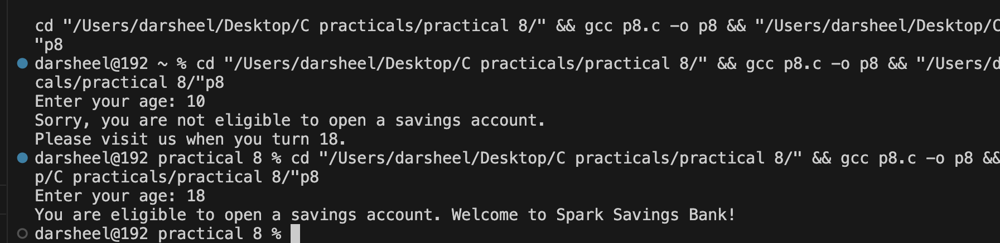 cd "/Users/darsheel/Desktop/C practicals/practical 8/" && gcc p8.c -o p8 && "/Users/darsheel/Desktop/C
"p8
darsheel@192 ~ % cd "/Users/darsheel/Desktop/C practicals/practical 8/" && gcc p8.c -o p8 && "/Users/d
cals/practical 8/"p8
Enter your age: 10
Sorry, you are not eligible to open a savings account.
Please visit us when you turn 18.
darsheel@192 practical 8 % cd "/Users/darsheel/Desktop/C practicals/practical 8/" && gcc p8.c -o p8 &&
p/C practicals/practical 8/"p8
Enter your age: 18
You are eligible to open a savings account. Welcome to Spark Savings Bank!
darsheel@192 practical 8 %